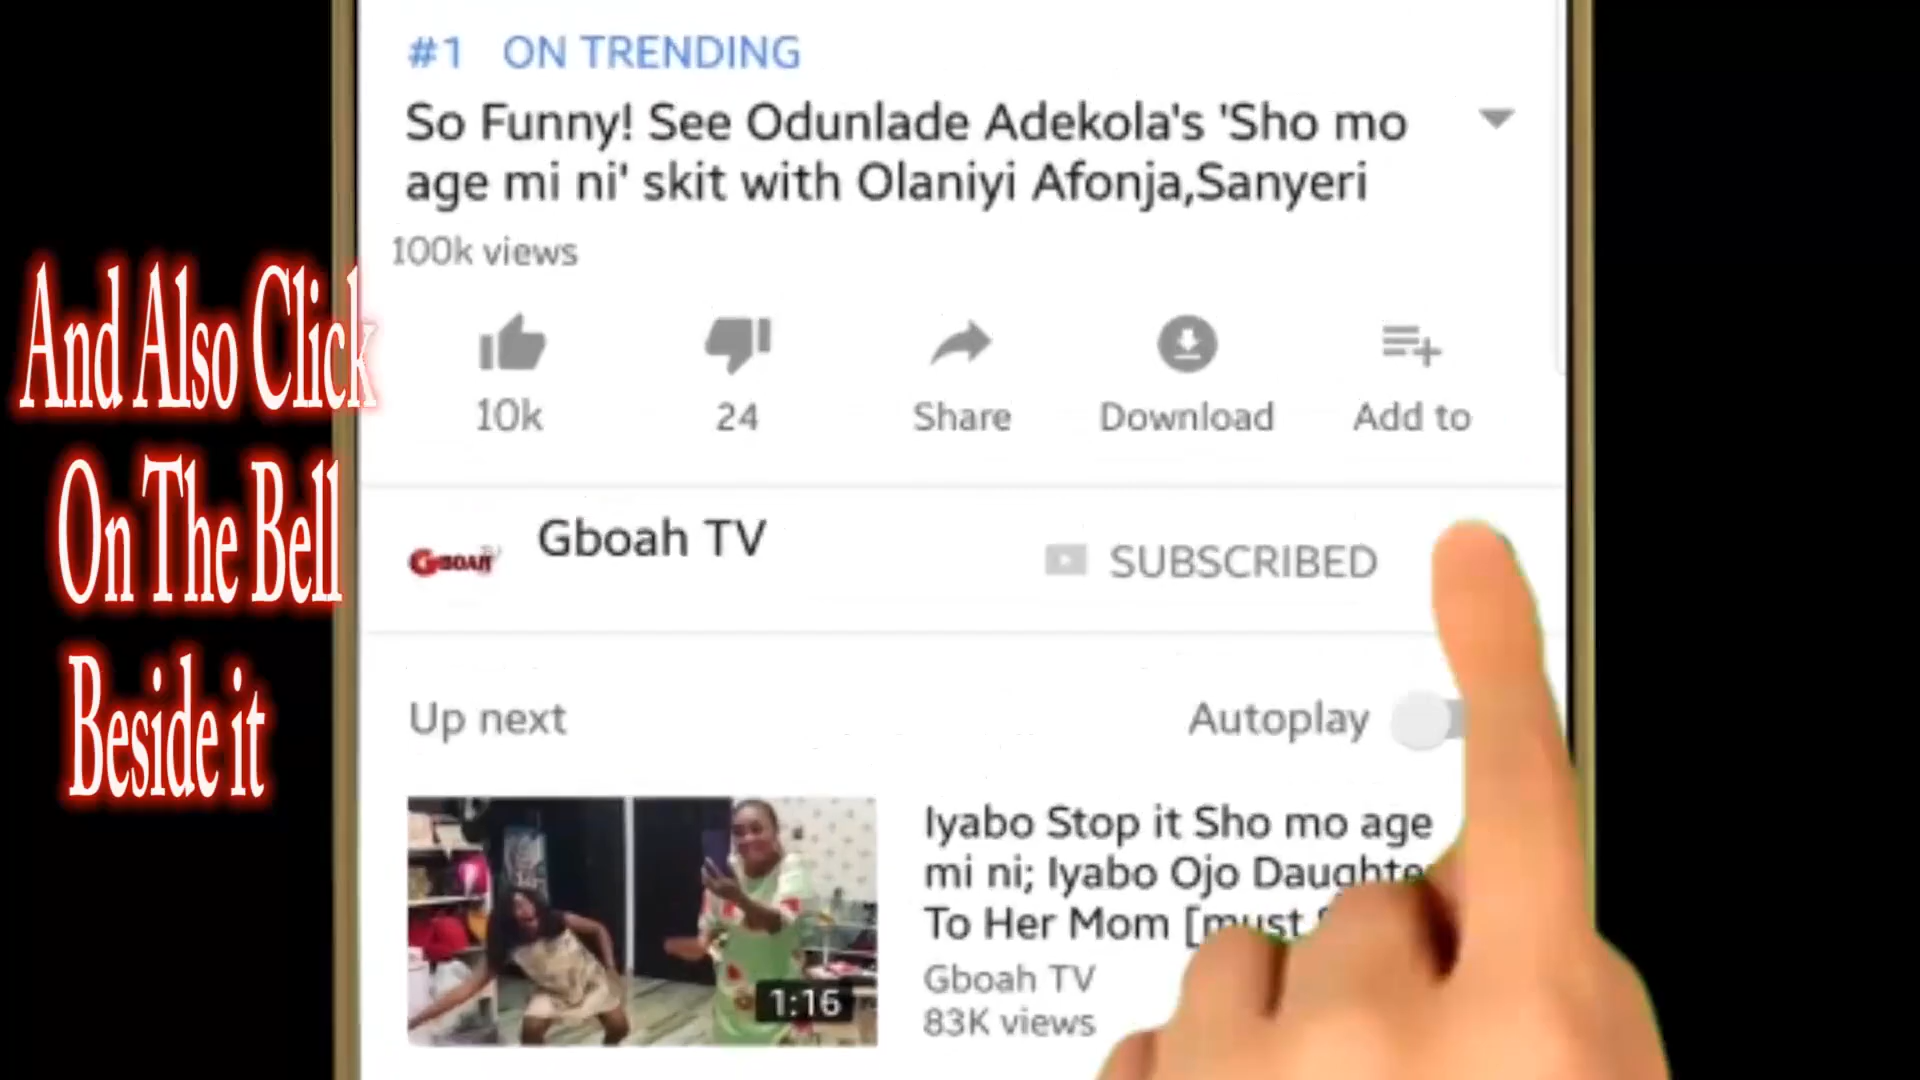 #1 ON TRENDING
So Funny! See Odunlade Adekola's 'Sho mo
age mi ni' skit with Olaniyi Afonja,Sanyeri
100k views
10k
24
Share
Download
Add to
And Also Click
On The Bell
Beside it
GBOAH
Gboah TV
SUBSCRIBED
Up next
Autoplay
1:16
Iyabo Stop it Sho mo age
mi ni; Iyabo Ojo Daughte
To Her Mom [must
Gboah TV
83K views